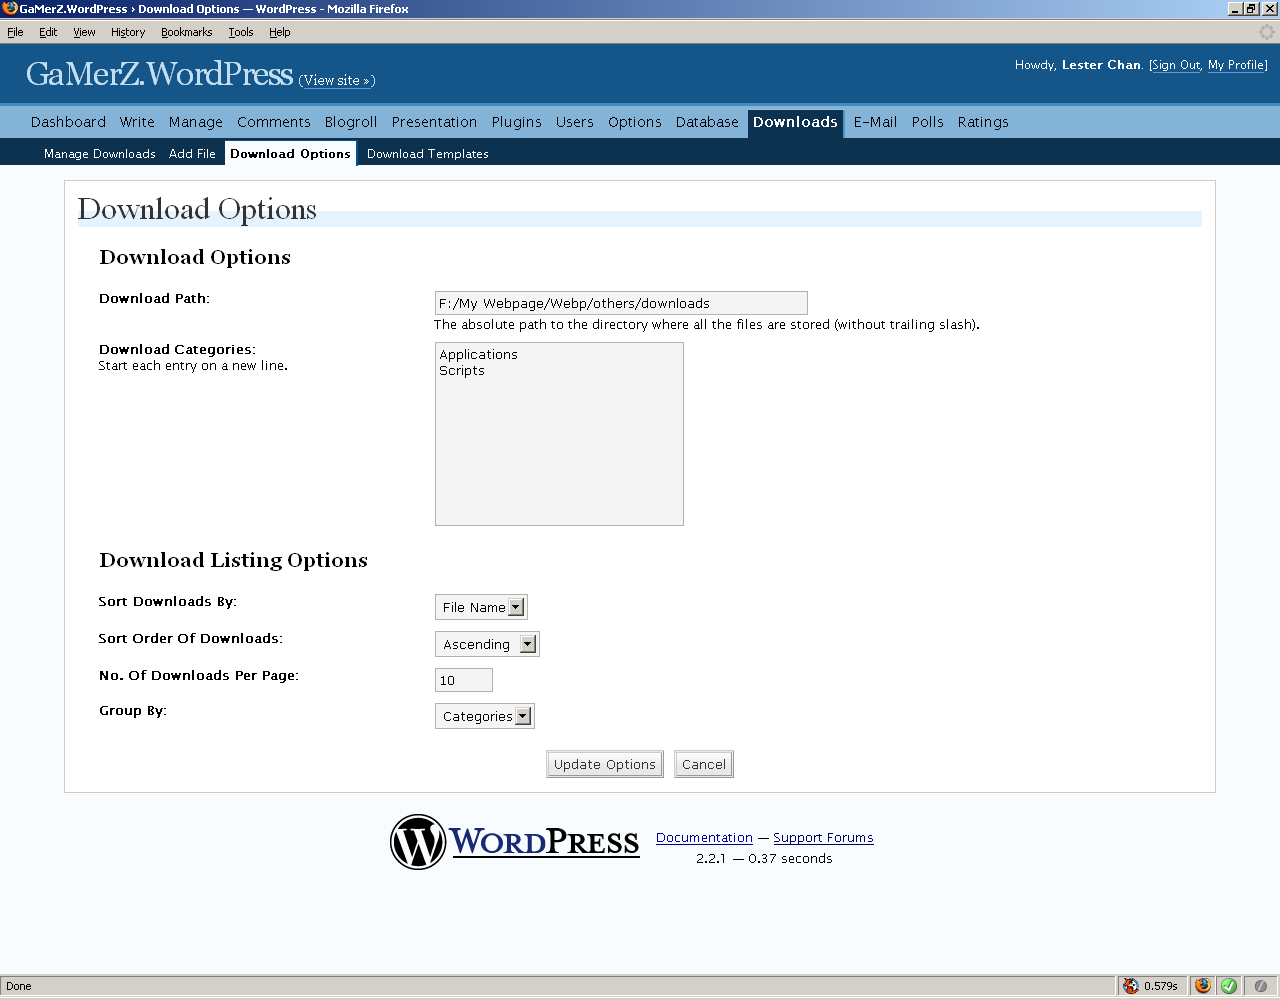 GaMerZ.WordPress › Download Options — WordPress - Mozilla Firefox
File Edit View History Bookmarks Tools Help
GaMerZ.WordPress (View site »)
Howdy, Lester Chan. [Sign Out, My Profile]
Dashboard Write Manage Comments Blogroll Presentation Plugins Users Options Database Downloads E-Mail Polls Ratings
Manage Downloads Add File Download Options Download Templates
Download Options
Download Options
Download Path: F:/My Webpage/Webp/others/downloads
The absolute path to the directory where all the files are stored (without trailing slash).
Download Categories:
Start each entry on a new line.
Applications
Scripts
Download Listing Options
Sort Downloads By: File Name
Sort Order Of Downloads: Ascending
No. Of Downloads Per Page: 10
Group By: Categories
Update Options Cancel
WORDPRESS
Documentation — Support Forums
2.2.1 — 0.37 seconds
Done 0.579s